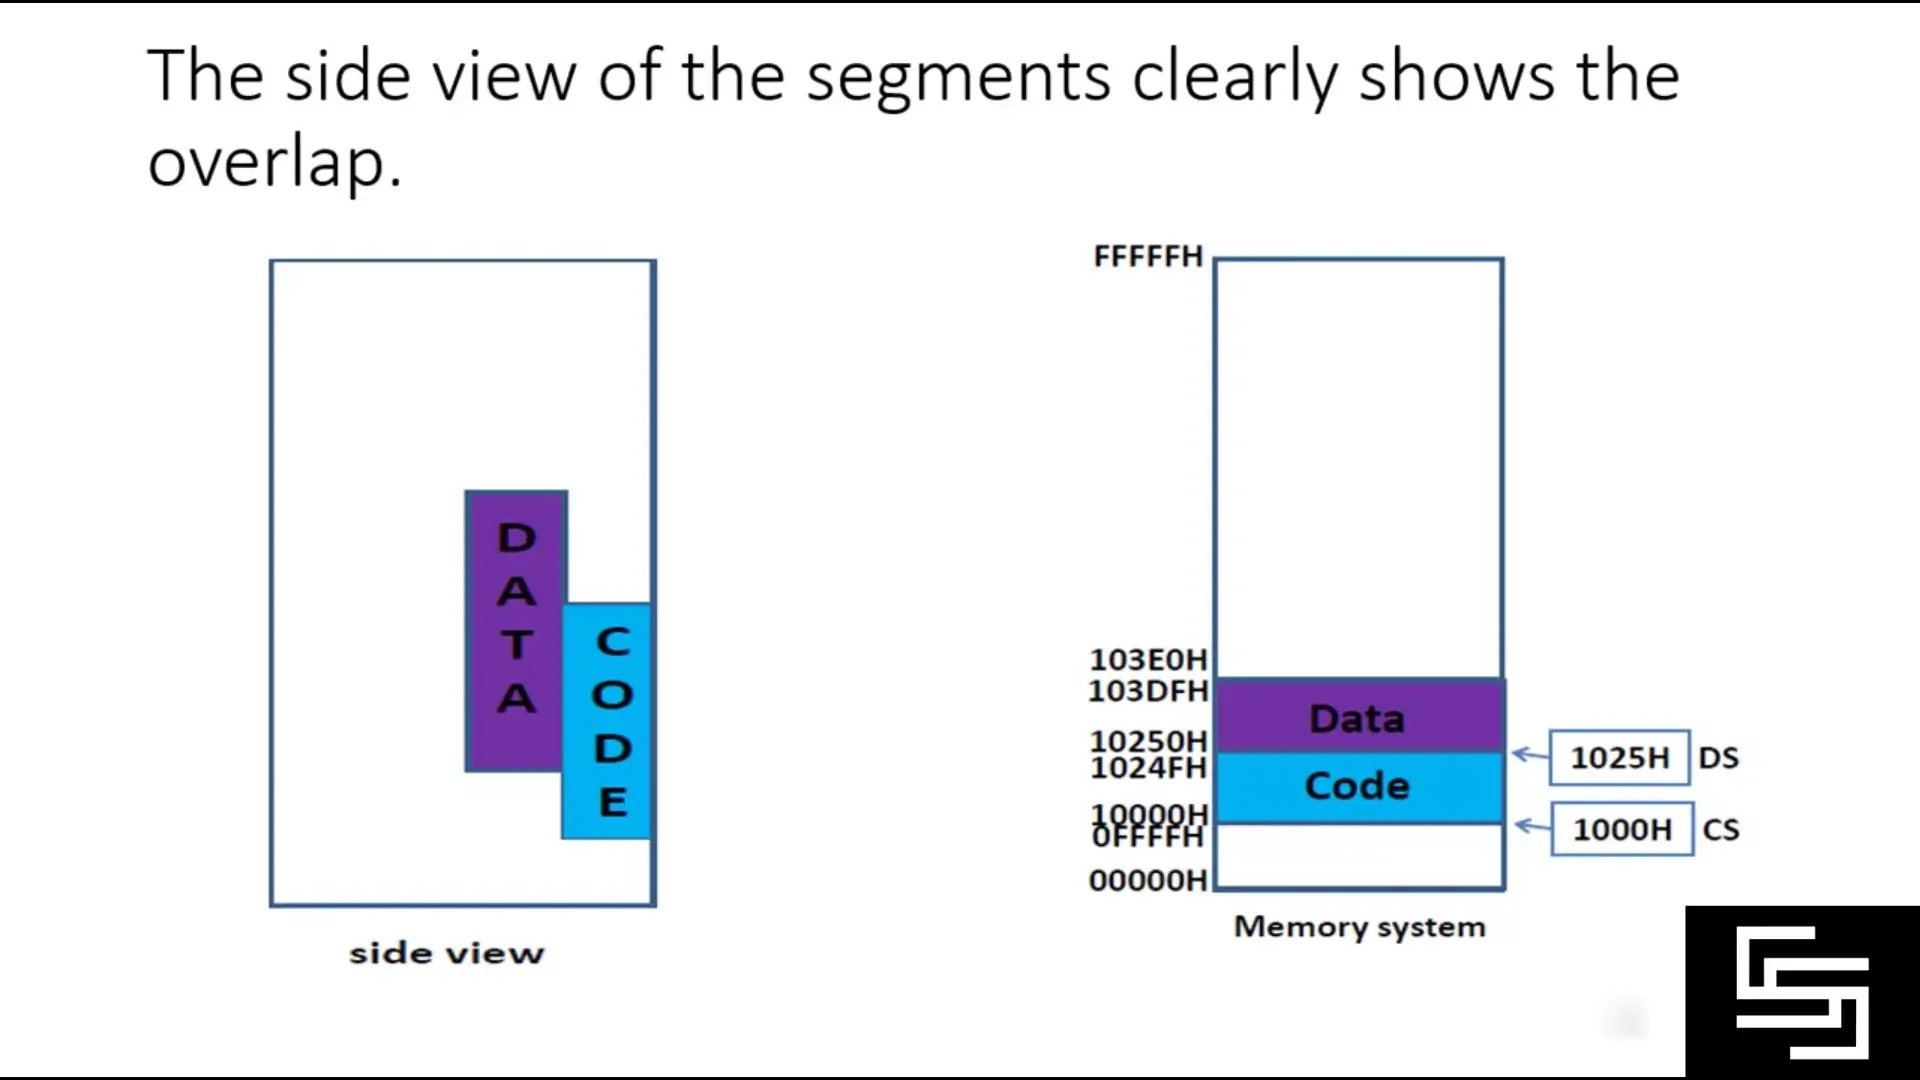 The side view of the segments clearly shows the
overlap.
D
A
T
A
C
O
D
E
side view
FFFFFH
103E0H
103DFH
10250H
1024FH
10000H
0FFFFH
00000H
Data
Code
1025H DS
1000H CS
Memory system